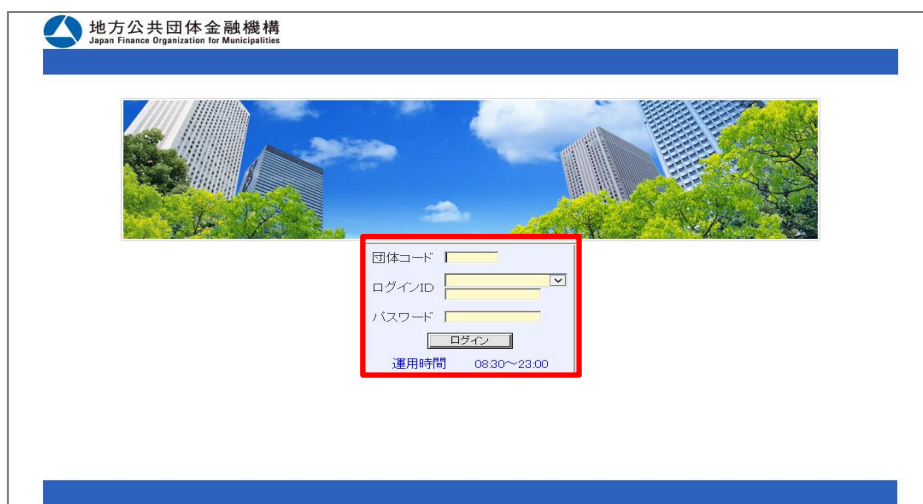 地方公共団体金融機構
Japan Finance Organization for Municipalities
団体コード
ログインID
パスワード
ログイン
運用時間 08:30～23:00